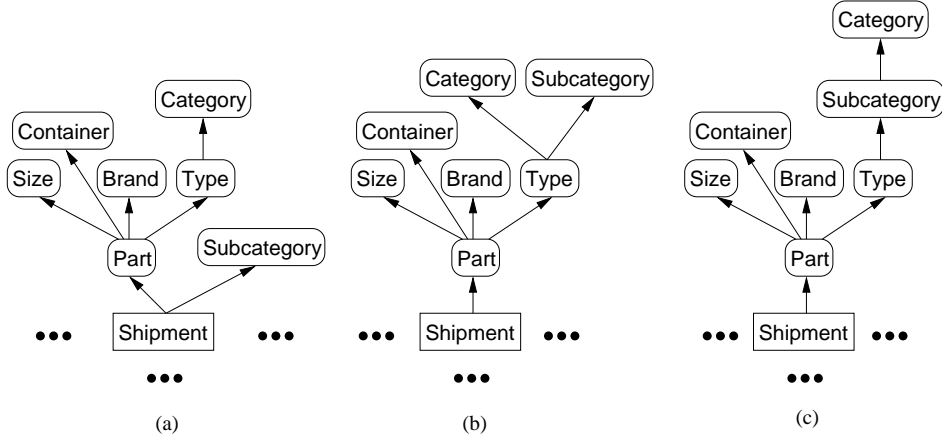 Category
Container
Size
Brand
Type
Part
Subcategory
Shipment
(a)
Category
Subcategory
Container
Size
Brand
Type
Part
Shipment
(b)
Category
Subcategory
Container
Size
Brand
Type
Part
Shipment
(c)